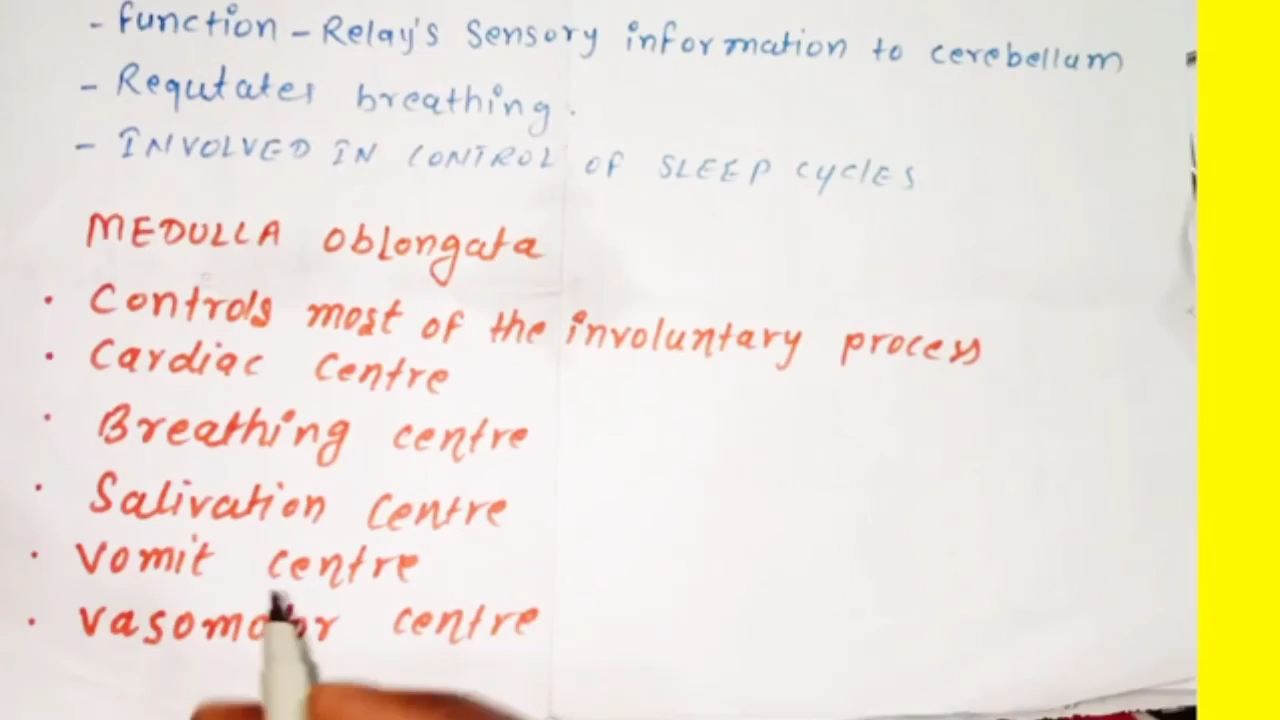 - Function - Relay's Sensory information to cerebellum
- Requtates breathing.
- INVOLVED IN CONTROL OF SLEEP cycles
MEDULLA Oblongata
• Controls most of the involuntary process
• Cardiac Centre
• Breathing centre
• Salivation Centre
• Vomit centre
• Vasomotor centre